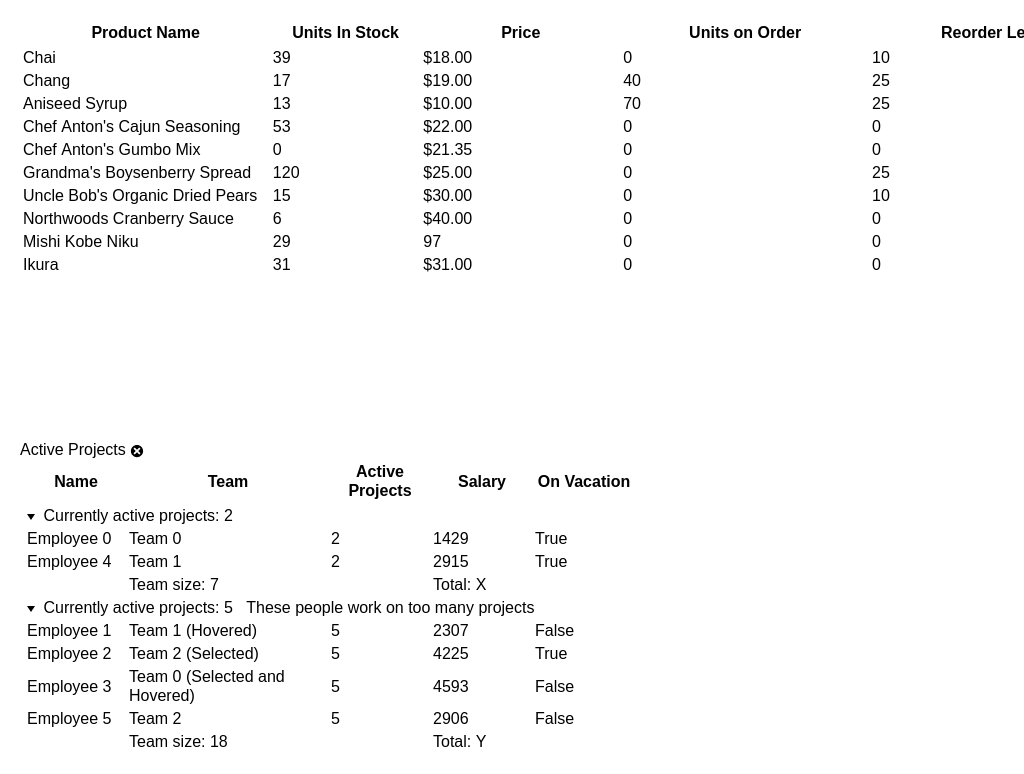 Product Name Units In Stock Price Units on Order Reorder Le
Chai 39 $18.00 0 10
Chang 17 $19.00 40 25
Aniseed Syrup 13 $10.00 70 25
Chef Anton's Cajun Seasoning 53 $22.00 0 0
Chef Anton's Gumbo Mix 0 $21.35 0 0
Grandma's Boysenberry Spread 120 $25.00 0 25
Uncle Bob's Organic Dried Pears 15 $30.00 0 10
Northwoods Cranberry Sauce 6 $40.00 0 0
Mishi Kobe Niku 29 97 0 0
Ikura 31 $31.00 0 0
Active Projects
Name Team Active Projects Salary On Vacation
Currently active projects: 2
Employee 0 Team 0 2 1429 True
Employee 4 Team 1 2 2915 True
Team size: 7 Total: X
Currently active projects: 5 These people work on too many projects
Employee 1 Team 1 (Hovered) 5 2307 False
Employee 2 Team 2 (Selected) 5 4225 True
Employee 3 Team 0 (Selected and Hovered) 5 4593 False
Employee 5 Team 2 5 2906 False
Team size: 18 Total: Y